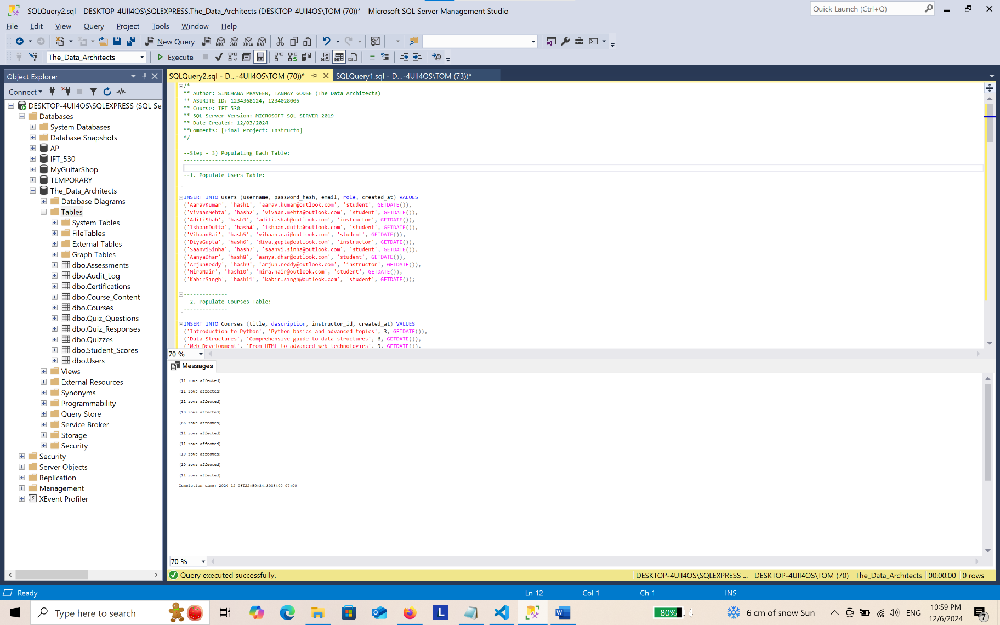 SQLQuery2.sql - DESKTOP-4UII4OS\SQLEXPRESS.The_Data_Architects (DESKTOP-4UII4OS\TOM (70))* - Microsoft SQL Server Management Studio
Quick Launch (Ctrl+Q)
File Edit View Query Project Tools Window Help
New Query MDX DMX XMLA DAX
The_Data_Architects Execute
Object Explorer
SQLQuery2.sql - D...-4UII4OS\TOM (70))* SQLQuery1.sql - D...-4UII4OS\TOM (73))*
Connect
DESKTOP-4UII4OS\SQLEXPRESS (SQL Se
Databases
System Databases
Database Snapshots
AP
IFT_530
MyGuitarShop
TEMPORARY
The_Data_Architects
Database Diagrams
Tables
System Tables
FileTables
External Tables
Graph Tables
dbo.Assessments
dbo.Audit_Log
dbo.Certifications
dbo.Course_Content
dbo.Courses
dbo.Quiz_Questions
dbo.Quiz_Responses
dbo.Quizzes
dbo.Student_Scores
dbo.Users
Views
External Resources
Synonyms
Programmability
Query Store
Service Broker
Storage
Security
Security
Server Objects
Replication
Management
XEvent Profiler
/*
** Author: SINCHANA PRAVEEN, TANMAY GODSE (The Data Architects)
** ASURITE ID: 1234368124, 1234028005
** Course: IFT 530
** SQL Server Version: MICROSOFT SQL SERVER 2019
** Date Created: 12/03/2024
**Comments: [Final Project: Instructo]
*/
--Step - 3) Populating Each Table:
----------------------------
--1. Populate Users Table:
--------------
INSERT INTO Users (username, password_hash, email, role, created_at) VALUES
('AaravKumar', 'hash1', 'aarav.kumar@outlook.com', 'student', GETDATE()),
('VivaanMehta', 'hash2', 'vivaan.mehta@outlook.com', 'student', GETDATE()),
('AditiShah', 'hash3', 'aditi.shah@outlook.com', 'instructor', GETDATE()),
('IshaanDutta', 'hash4', 'ishaan.dutta@outlook.com', 'student', GETDATE()),
('VihaanRai', 'hash5', 'vihaan.rai@outlook.com', 'student', GETDATE()),
('DiyaGupta', 'hash6', 'diya.gupta@outlook.com', 'instructor', GETDATE()),
('SaanviSinha', 'hash7', 'saanvi.sinha@outlook.com', 'student', GETDATE()),
('AanyaDhar', 'hash8', 'aanya.dhar@outlook.com', 'student', GETDATE()),
('ArjunReddy', 'hash9', 'arjun.reddy@outlook.com', 'instructor', GETDATE()),
('MiraNair', 'hash10', 'mira.nair@outlook.com', 'student', GETDATE()),
('KabirSingh', 'hash11', 'kabir.singh@outlook.com', 'student', GETDATE());
--------------
--2. Populate Courses Table:
--------------
INSERT INTO Courses (title, description, instructor_id, created_at) VALUES
('Introduction to Python', 'Python basics and advanced topics', 3, GETDATE()),
('Data Structures', 'Comprehensive guide to data structures', 6, GETDATE()),
('Web Development', 'From HTML to advanced web technologies', 9, GETDATE()),
70 %
Messages
(11 rows affected)
(11 rows affected)
(11 rows affected)
(10 rows affected)
(55 rows affected)
(11 rows affected)
(11 rows affected)
(10 rows affected)
(10 rows affected)
(11 rows affected)
Completion time: 2024-12-06T22:59:34.3033400-07:00
70 %
Query executed successfully. DESKTOP-4UII4OS\SQLEXPRESS ... DESKTOP-4UII4OS\TOM (70) The_Data_Architects 00:00:00 0 rows
Ready Ln 12 Col 1 Ch 1 INS
Type here to search L W 80% 6 cm of snow Sun ENG 10:59 PM
12/6/2024 7